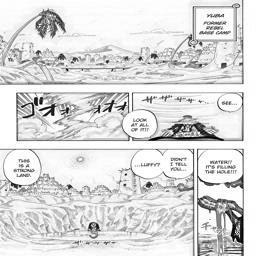 YUBA
FORMER
REBEL
BASE CAMP
SEE...
LOOK
AT ALL
OF IT!!
WATER!!
IT'S FILLING
THE
HOLE!!!
DIDN'T
I TELL
YOU...
...LUFFY?
THIS
IS A
STRONG
LAND.